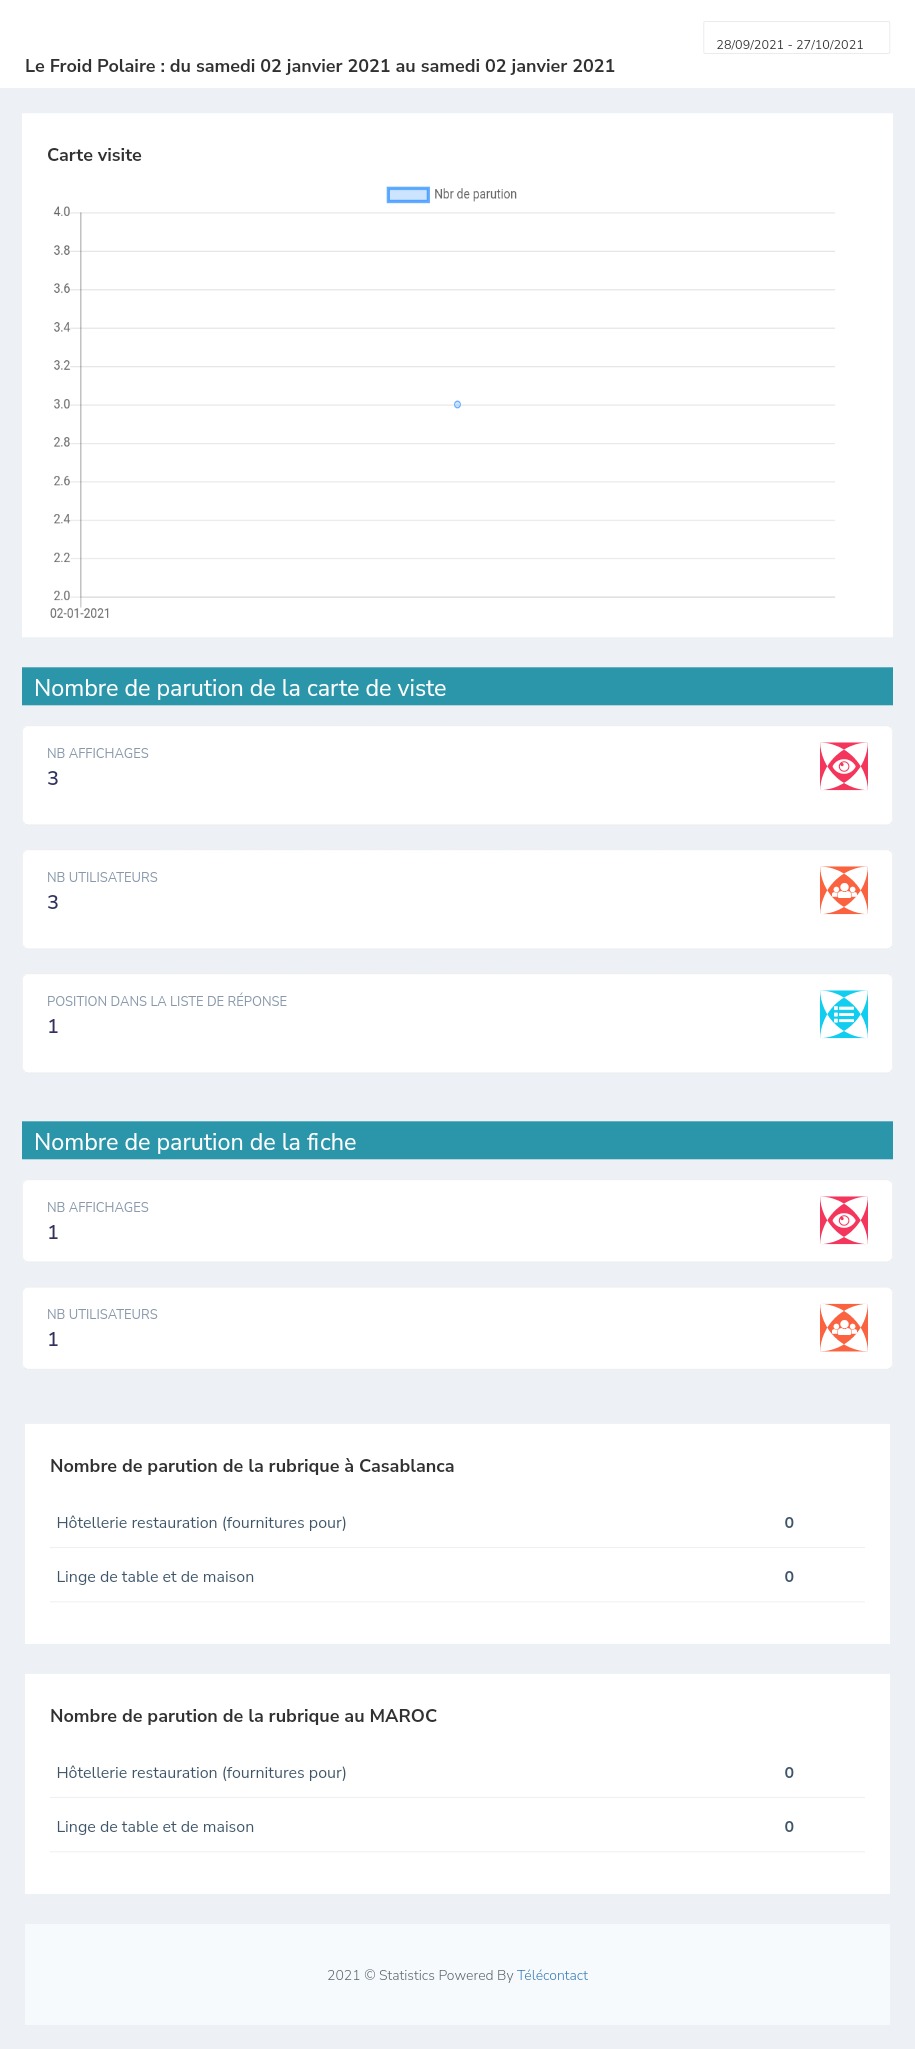 28/09/2021 - 27/10/2021
Le Froid Polaire : du samedi 02 janvier 2021 au samedi 02 janvier 2021
Carte visite
Nbr de parution
4.0
3.8
3.6
3.4
3.2
3.0
2.8
2.6
2.4
2.2
2.0
02-01-2021
Nombre de parution de la carte de viste
NB AFFICHAGES
3
NB UTILISATEURS
3
POSITION DANS LA LISTE DE RÉPONSE
1
Nombre de parution de la fiche
NB AFFICHAGES
1
NB UTILISATEURS
1
Nombre de parution de la rubrique à Casablanca
Hôtellerie restauration (fournitures pour) 0
Linge de table et de maison 0
Nombre de parution de la rubrique au MAROC
Hôtellerie restauration (fournitures pour) 0
Linge de table et de maison 0
2021 © Statistics Powered By Télécontact